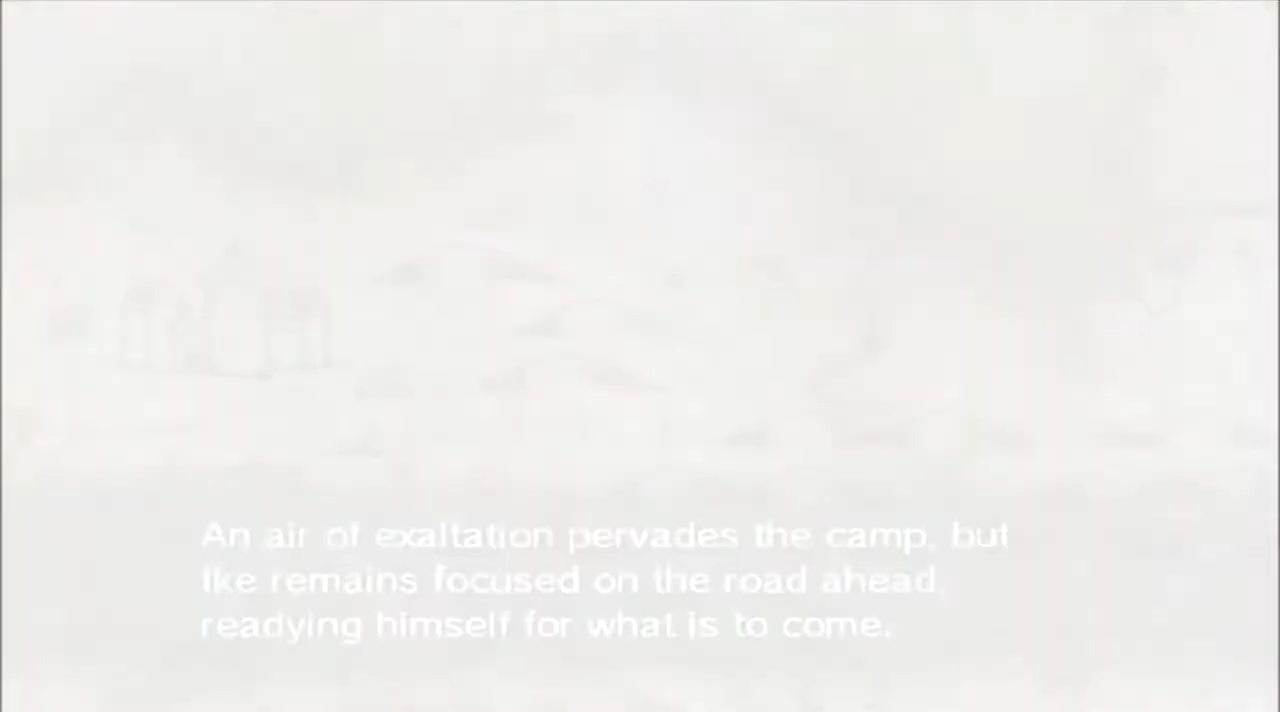 An air of exaltation pervades the camp, but
Ike remains focused on the road ahead,
readying himself for what is to come.